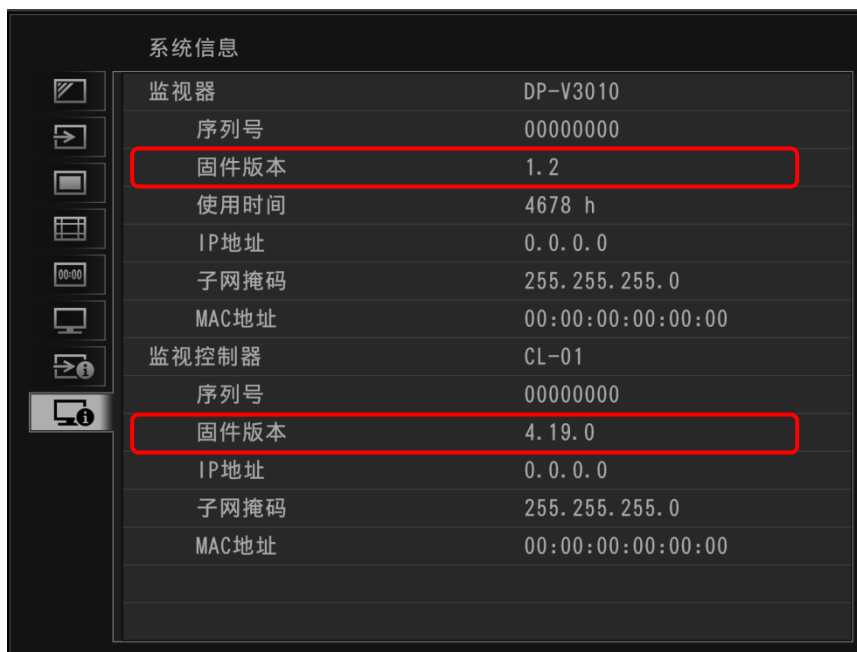 系统信息
监视器 DP-V3010
序列号 00000000
固件版本 1.2
使用时间 4678 h
IP地址 0.0.0.0
子网掩码 255.255.255.0
MAC地址 00:00:00:00:00:00
监视控制器 CL-01
序列号 00000000
固件版本 4.19.0
IP地址 0.0.0.0
子网掩码 255.255.255.0
MAC地址 00:00:00:00:00:00
00:00